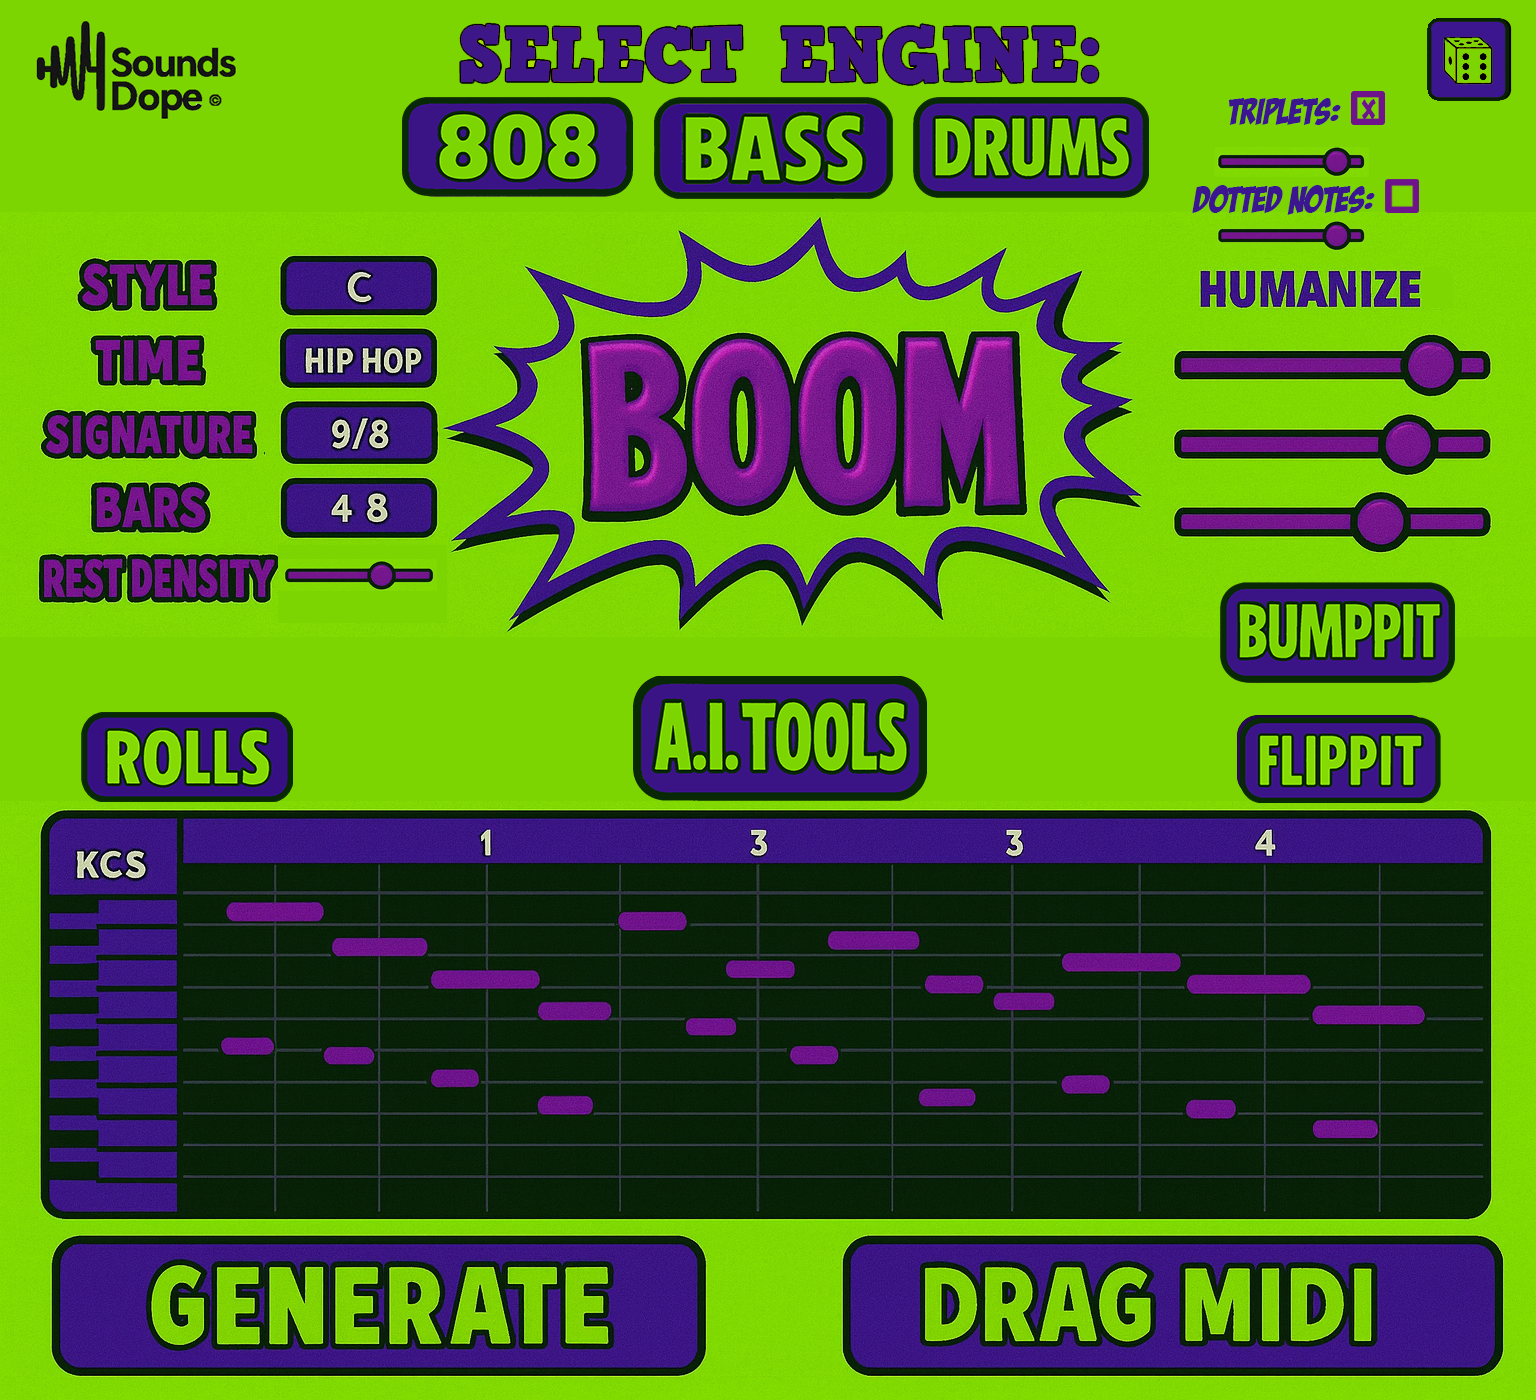 Sounds
Dope ©
SELECT ENGINE:
808
BASS
DRUMS
TRIPLETS: X
DOTTED NOTES:
HUMANIZE
STYLE
C
TIME
HIP HOP
SIGNATURE
9/8
BARS
4 8
REST DENSITY
BOOM
BUMPPIT
ROLLS
A.I. TOOLS
FLIPPIT
KCS
1 3 3 4
GENERATE
DRAG MIDI